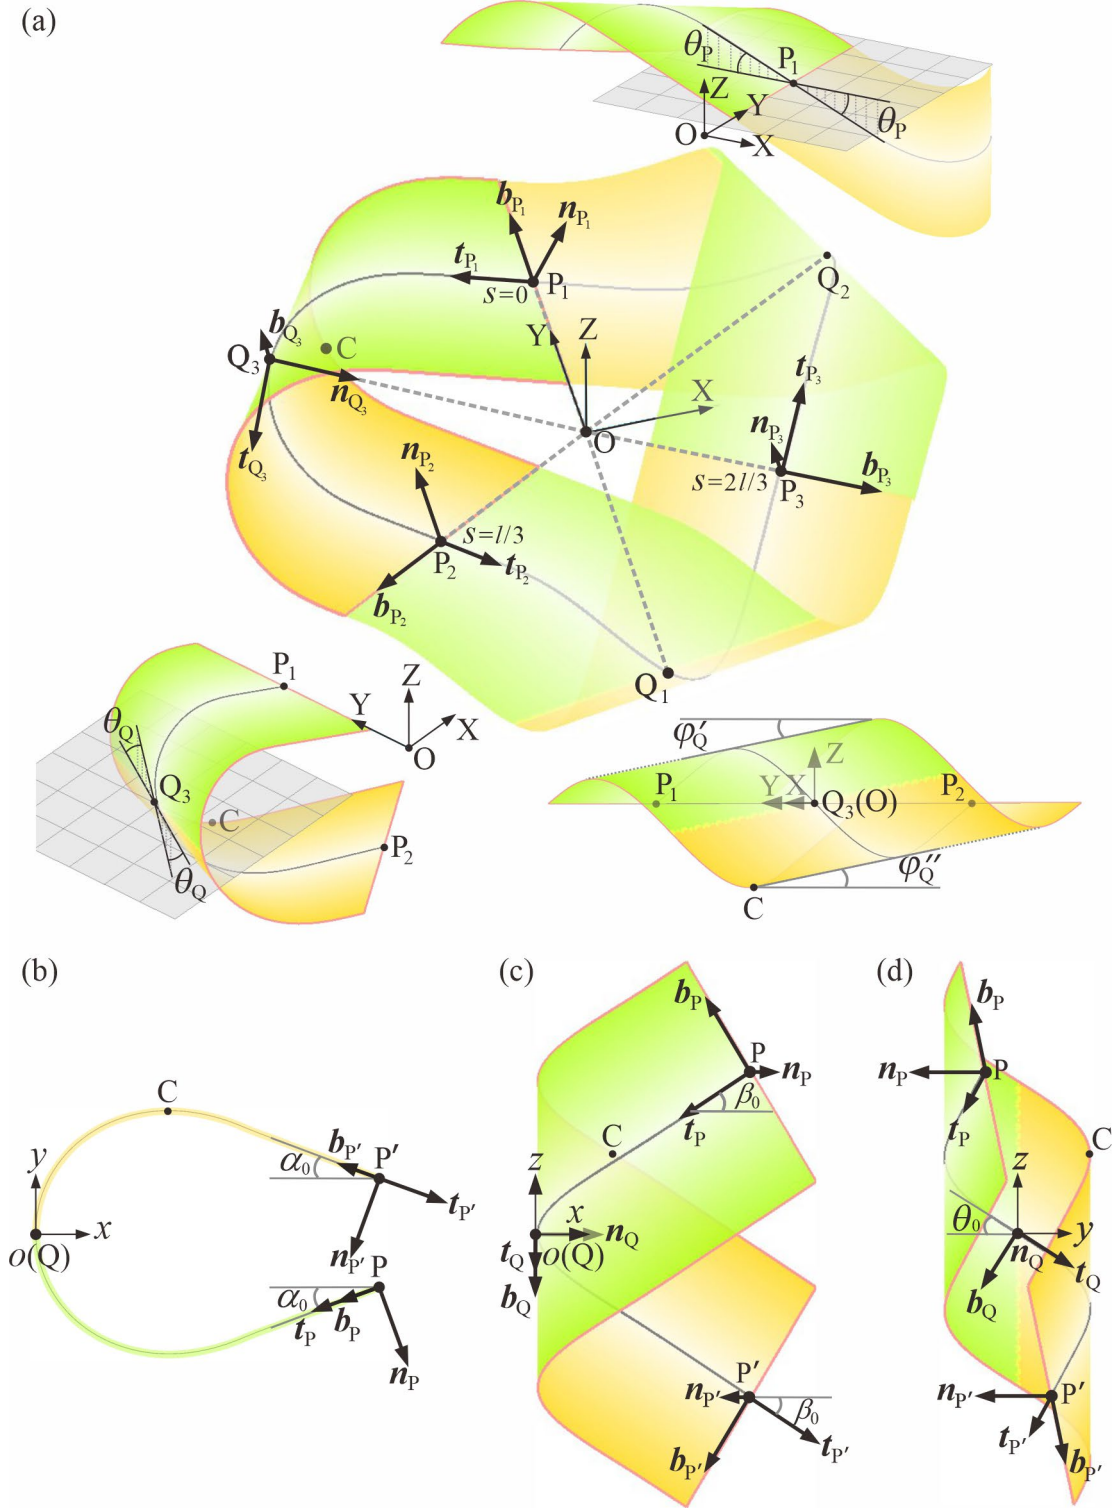 (a)
θP
P1
Z
Y
θP
O
X
bP1
nP1
tP1
P1
s=0
Q2
bQ3
Y
Z
Q3
C
tP3
nQ3
X
O
nP3
tQ3
nP2
s=2l/3
P3
bP3
s=l/3
P2
tP2
bP2
Q1
P1
Z
Y
X
θQ
O
Q3
C
P2
θQ
φQ′
Z
P1
Y
X
P2
Q3(O)
φQ″
C
(b)
C
y
α0
bP′
P′
x
tP′
o(Q)
nP′
P
α0
tP
bP
nP
(c)
bP
P
nP
β0
tP
C
z
x
nQ
tQ
o(Q)
bQ
P′
nP′
β0
tP′
bP′
(d)
bP
nP
P
tP
C
z
θ0
y
nQ
tQ
bQ
nP′
P′
tP′
bP′